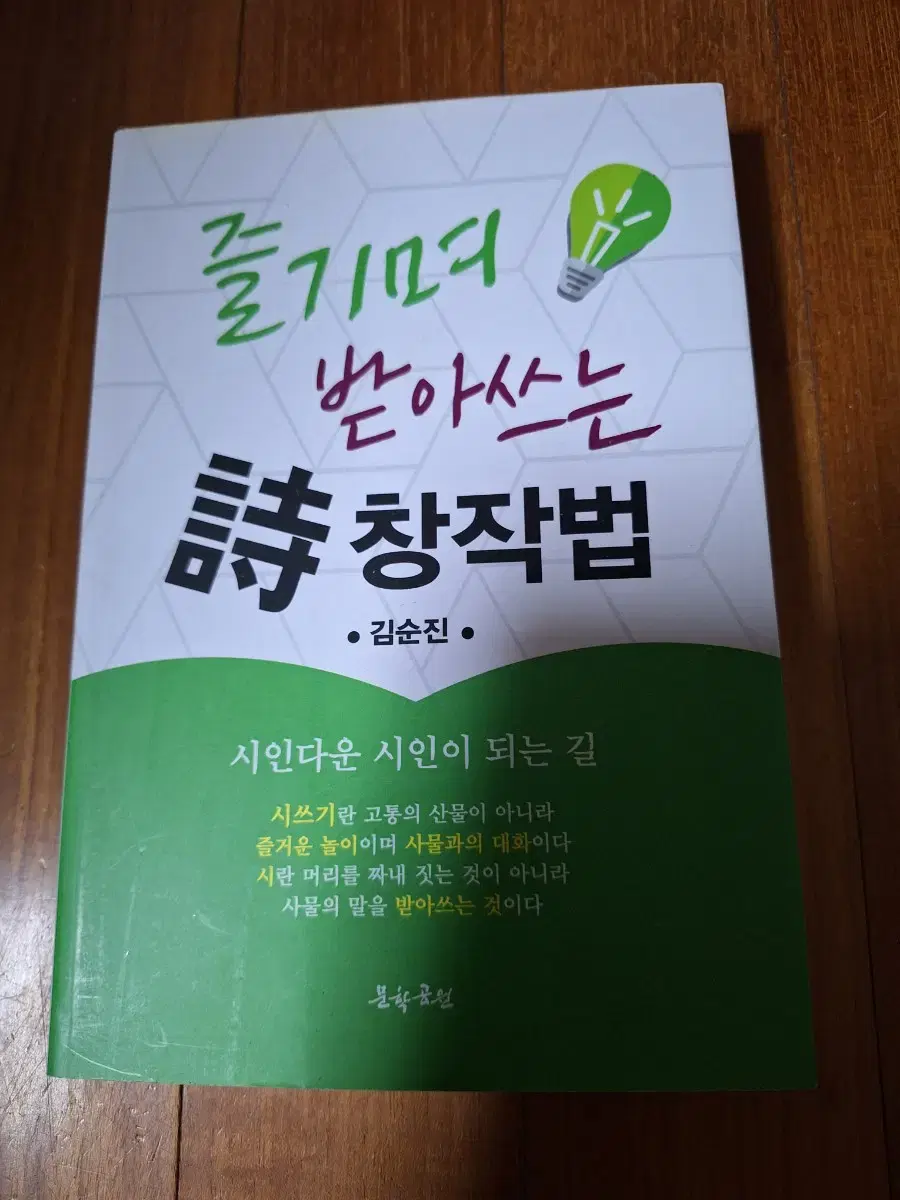 즐기며
받아쓰는
詩 창작법
• 김순진 •
시인다운 시인이 되는 길
시쓰기란 고통의 산물이 아니라
즐거운 놀이이며 사물과의 대화이다
시란 머리를 짜내 짓는 것이 아니라
사물의 말을 받아쓰는 것이다
문학공원